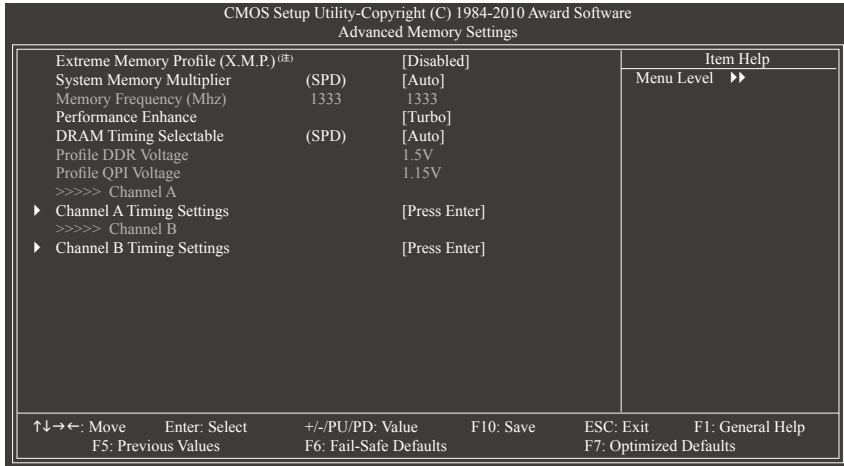 CMOS Setup Utility-Copyright (C) 1984-2010 Award Software
Advanced Memory Settings
Extreme Memory Profile (X.M.P.) (注) [Disabled]
System Memory Multiplier (SPD) [Auto]
Memory Frequency (Mhz) 1333 1333
Performance Enhance [Turbo]
DRAM Timing Selectable (SPD) [Auto]
Profile DDR Voltage 1.5V
Profile QPI Voltage 1.15V
>>>>> Channel A
Channel A Timing Settings [Press Enter]
>>>>> Channel B
Channel B Timing Settings [Press Enter]
Item Help
Menu Level
↑↓→←: Move Enter: Select +/-/PU/PD: Value F10: Save ESC: Exit F1: General Help
F5: Previous Values F6: Fail-Safe Defaults F7: Optimized Defaults